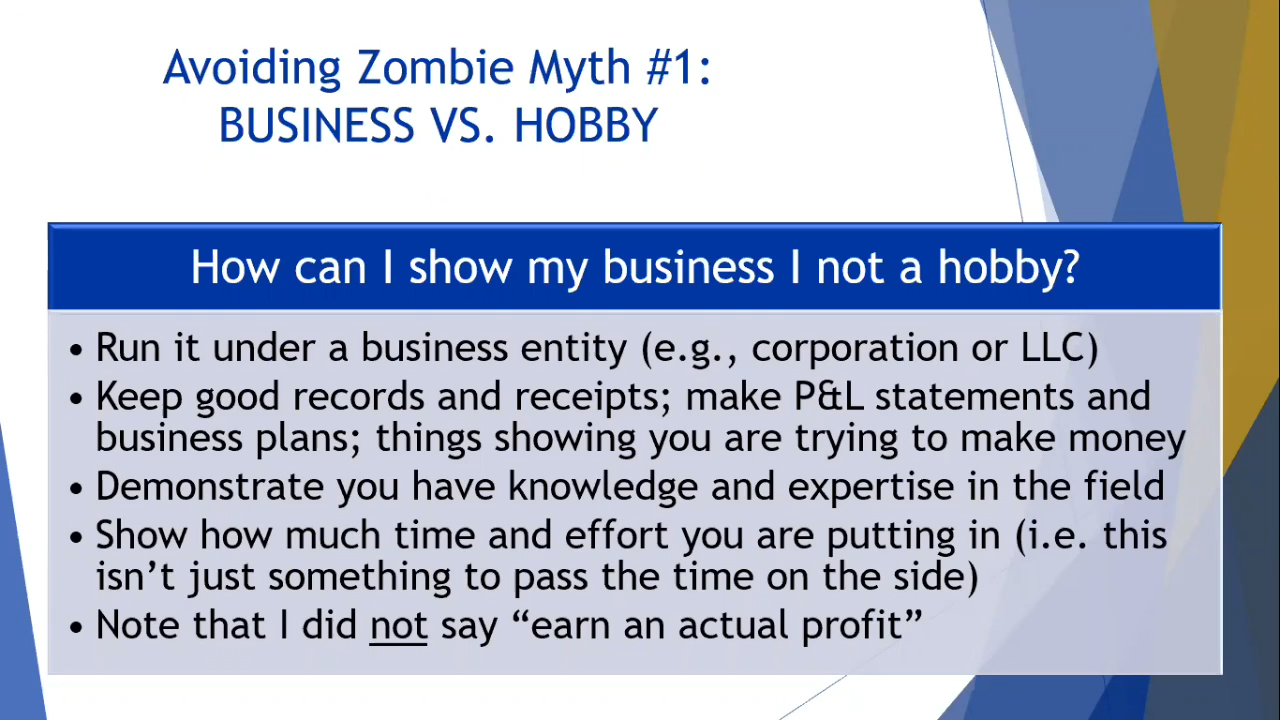 Avoiding Zombie Myth #1:
BUSINESS VS. HOBBY
How can I show my business I not a hobby?
• Run it under a business entity (e.g., corporation or LLC)
• Keep good records and receipts; make P&L statements and
business plans; things showing you are trying to make money
• Demonstrate you have knowledge and expertise in the field
• Show how much time and effort you are putting in (i.e. this
isn’t just something to pass the time on the side)
• Note that I did not say “earn an actual profit”